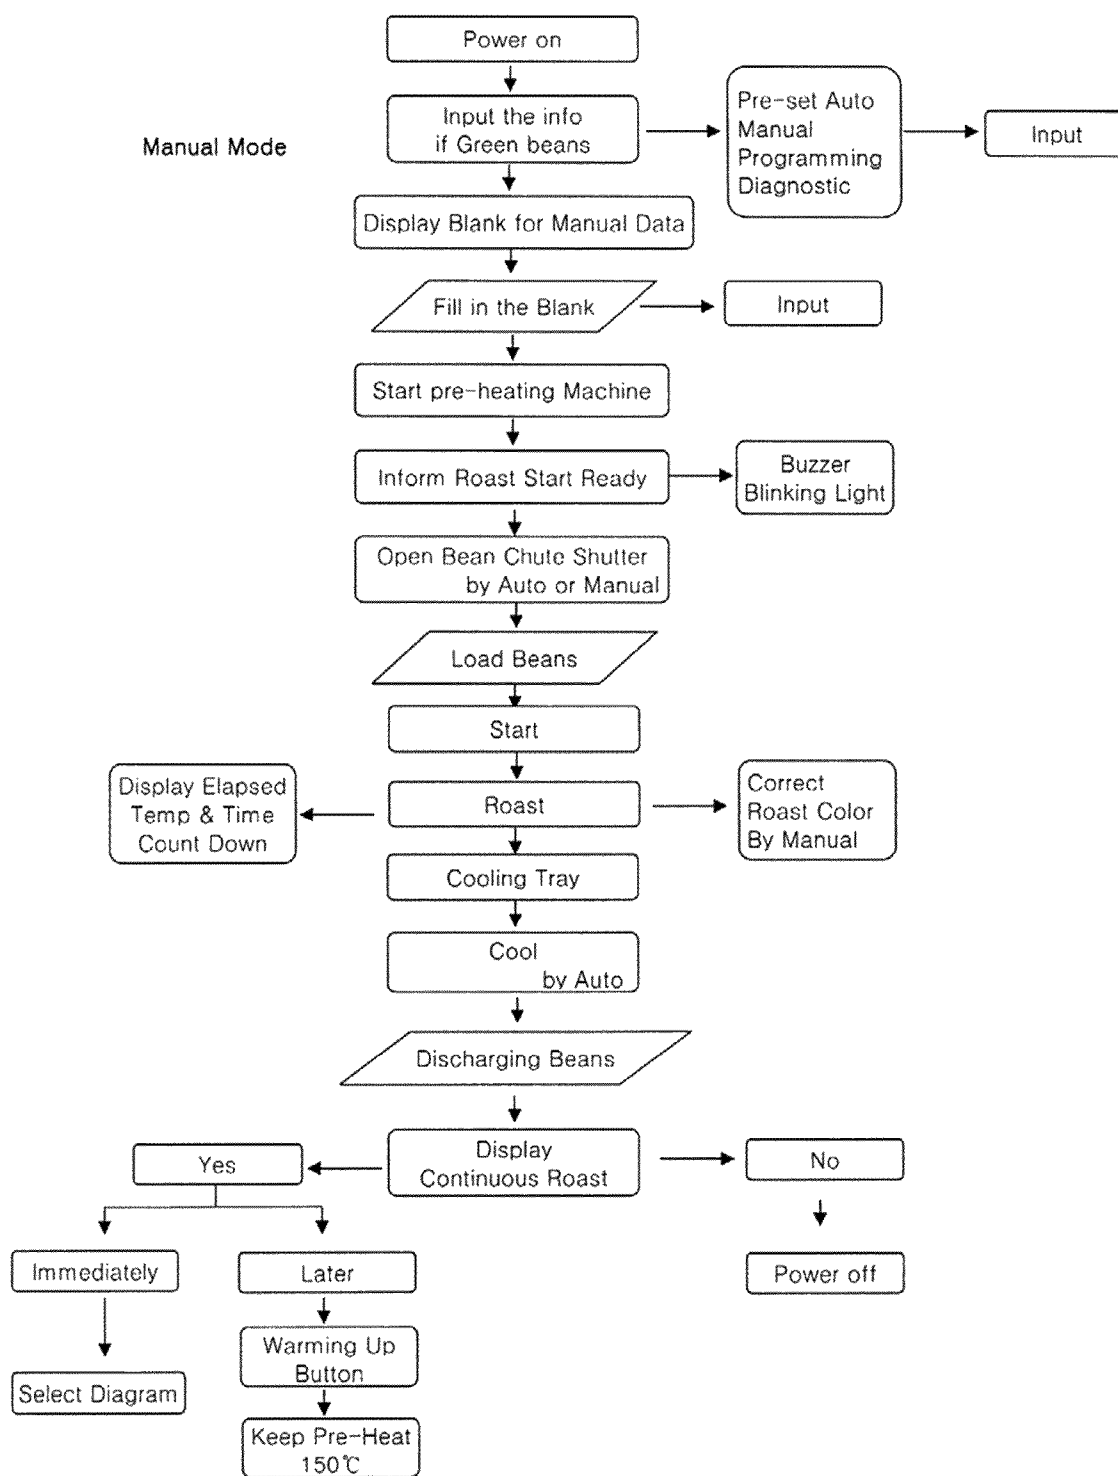 Power on
Manual Mode
Input the info
if Green beans
Pre-set Auto
Manual
Programming
Diagnostic
Input
Display Blank for Manual Data
Fill in the Blank
Input
Start pre-heating Machine
Inform Roast Start Ready
Buzzer
Blinking Light
Open Bean Chute Shutter
by Auto or Manual
Load Beans
Start
Display Elapsed
Temp & Time
Count Down
Roast
Correct
Roast Color
By Manual
Cooling Tray
Cool
by Auto
Discharging Beans
Yes
Display
Continuous Roast
No
Immediately
Later
Power off
Select Diagram
Warming Up
Button
Keep Pre-Heat
150℃